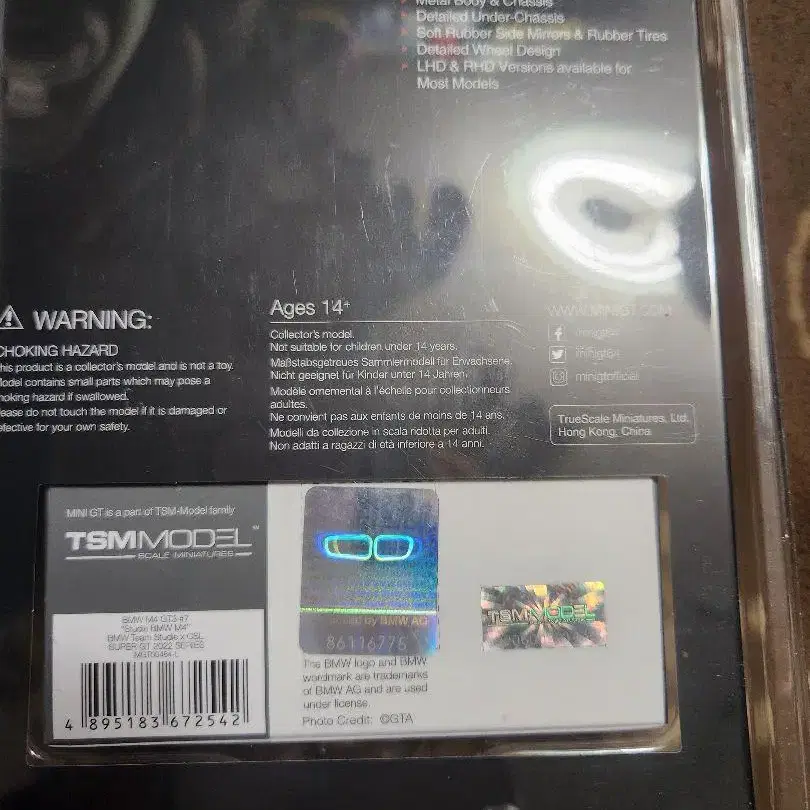 Metal Body & Chassis
Detailed Under-Chassis
Soft Rubber Side Mirrors & Rubber Tires
Detailed Wheel Design
LHD & RHD Versions available for
Most Models
WARNING:
CHOKING HAZARD
This product is a collector's model and is not a toy.
Model contains small parts which may pose a
choking hazard if swallowed.
Please do not touch the model if it is damaged or
defective for your own safety.
Ages 14+
Collector's model.
Not suitable for children under 14 years.
Maßstabsgetreues Sammlermodell für Erwachsene.
Nicht geeignet für Kinder unter 14 Jahren.
Modèle ornemental à l'échelle pour collectionneurs
adultes.
Ne convient pas aux enfants de moins de 14 ans.
Modelli da collezione in scala ridotta per adulti.
Non adatti a ragazzi di età inferiore a 14 anni.
WWW.MINIGT.COM
minigt64
minigt64
minigtofficial
TrueScale Miniatures, Ltd.
Hong Kong, China
MINI GT is a part of TSM-Model family
TSMMODEL™
SCALE MINIATURES
BMW M4 GT3 #7
"Studie BMW M4"
BMW Team Studie x CSL
SUPER GT 2022 SERIES
MGT00464-L
4 895183 672542
by BMW AG
86116775
The BMW logo and BMW
wordmark are trademarks
of BMW AG and are used
under license.
Photo Credit: ©GTA
TSMMODEL